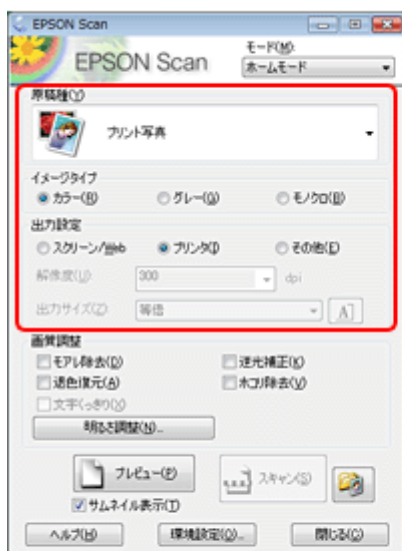 EPSON Scan
EPSON Scan
モード(M):
ホームモード
原稿種(Y)
プリント写真
イメージタイプ
カラー(R) グレー(G) モノクロ(B)
出力設定
スクリーン/Web プリンタ(I) その他(E)
解像度(U): 300 dpi
出力サイズ(Z): 等倍
画質調整
モアレ除去(D) 逆光補正(K)
退色復元(A) ホコリ除去(V)
文字くっきり(X)
明るさ調整(N)...
プレビュー(P) スキャン(S)
サムネイル表示(T)
ヘルプ(H) 環境設定(O)... 閉じる(C)